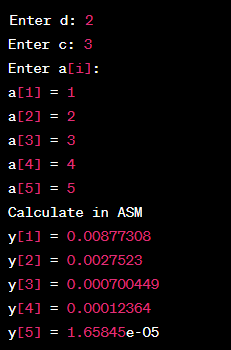 Enter d: 2
Enter c: 3
Enter a[i]:
a[1] = 1
a[2] = 2
a[3] = 3
a[4] = 4
a[5] = 5
Calculate in ASM
y[1] = 0.00877308
y[2] = 0.0027523
y[3] = 0.000700449
y[4] = 0.00012364
y[5] = 1.65845e-05